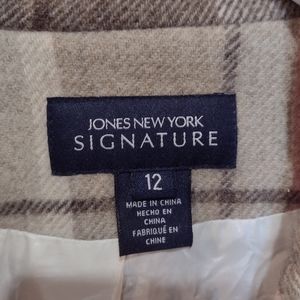 JONES NEW YORK
SIGNATURE
12
MADE IN CHINA
HECHO EN
CHINA
FABRIQUÉ EN
CHINE